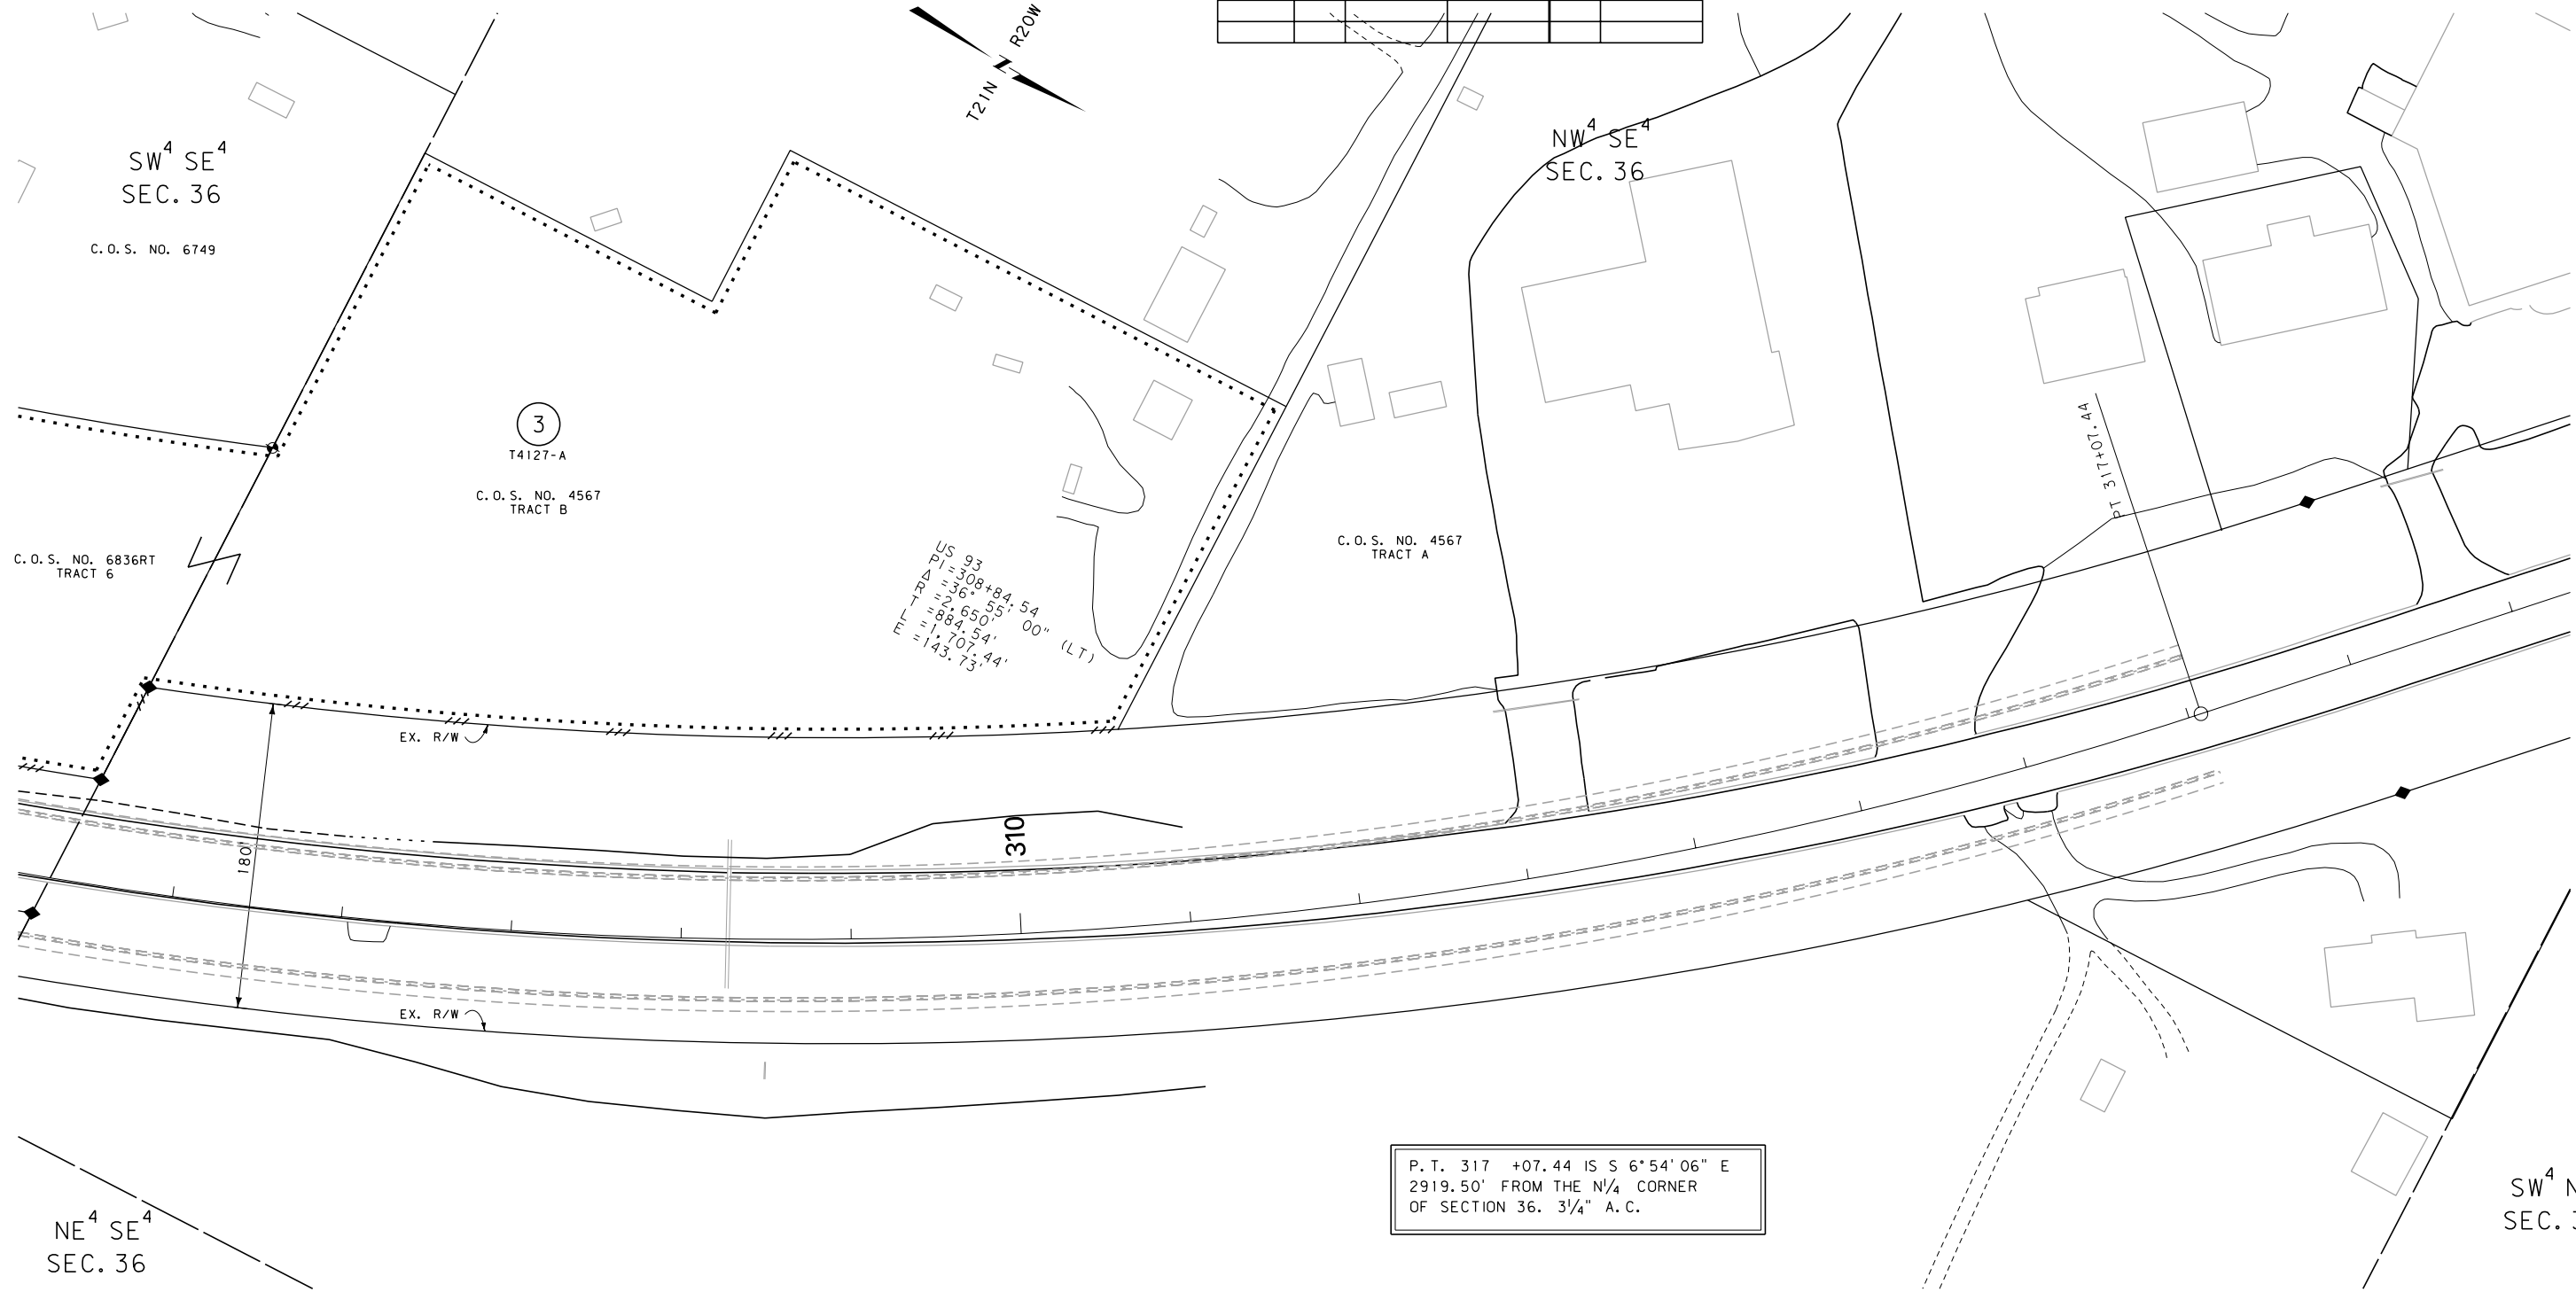 R20W
T21N
SW4 SE4
SEC. 36
C.O.S. NO. 6749
NW4 SE4
SEC. 36
3
T4127-A
C.O.S. NO. 4567
TRACT B
C.O.S. NO. 6836RT
TRACT 6
US 93
PI =308+84.54
Δ =36° 55' 00" (LT)
R =2,650'
T =884.54'
L =1,707.44'
E =143.73'
C.O.S. NO. 4567
TRACT A
PT 317+07.44
EX. R/W
180'
310
EX. R/W
P.T. 317 +07.44 IS S 6°54'06" E
2919.50' FROM THE N1/4 CORNER
OF SECTION 36. 3 1/4" A.C.
NE4 SE4
SEC. 36
SW4 N
SEC.